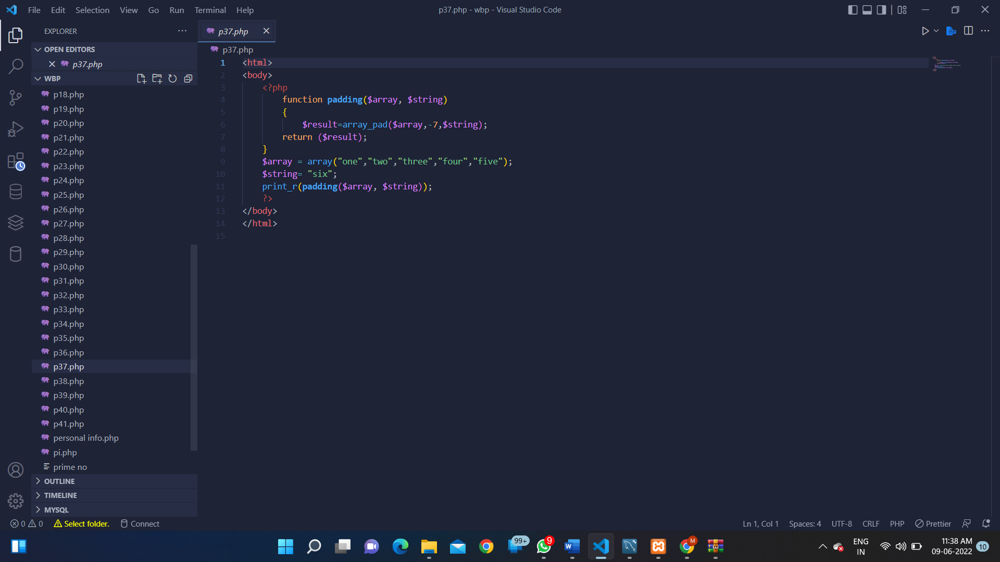 File Edit Selection View Go Run Terminal Help
p37.php - wbp - Visual Studio Code
EXPLORER
OPEN EDITORS
p37.php
WBP
p18.php
p19.php
p20.php
p21.php
p22.php
p23.php
p24.php
p25.php
p26.php
p27.php
p28.php
p29.php
p30.php
p31.php
p32.php
p33.php
p34.php
p35.php
p36.php
p37.php
p38.php
p39.php
p40.php
p41.php
personal info.php
pi.php
prime no
OUTLINE
TIMELINE
MYSQL
p37.php
p37.php
1 <html>
2 <body>
3 <?php
4 function padding($array, $string)
5 {
6 $result=array_pad($array,-7,$string);
7 return ($result);
8 }
9 $array = array("one","two","three","four","five");
10 $string= "six";
11 print_r(padding($array, $string));
12 ?>
13 </body>
14 </html>
15
0 0 Select folder. Connect
Ln 1, Col 1 Spaces: 4 UTF-8 CRLF PHP Prettier
99+
9
W
M
ENG
IN
11:38 AM
09-06-2022
10